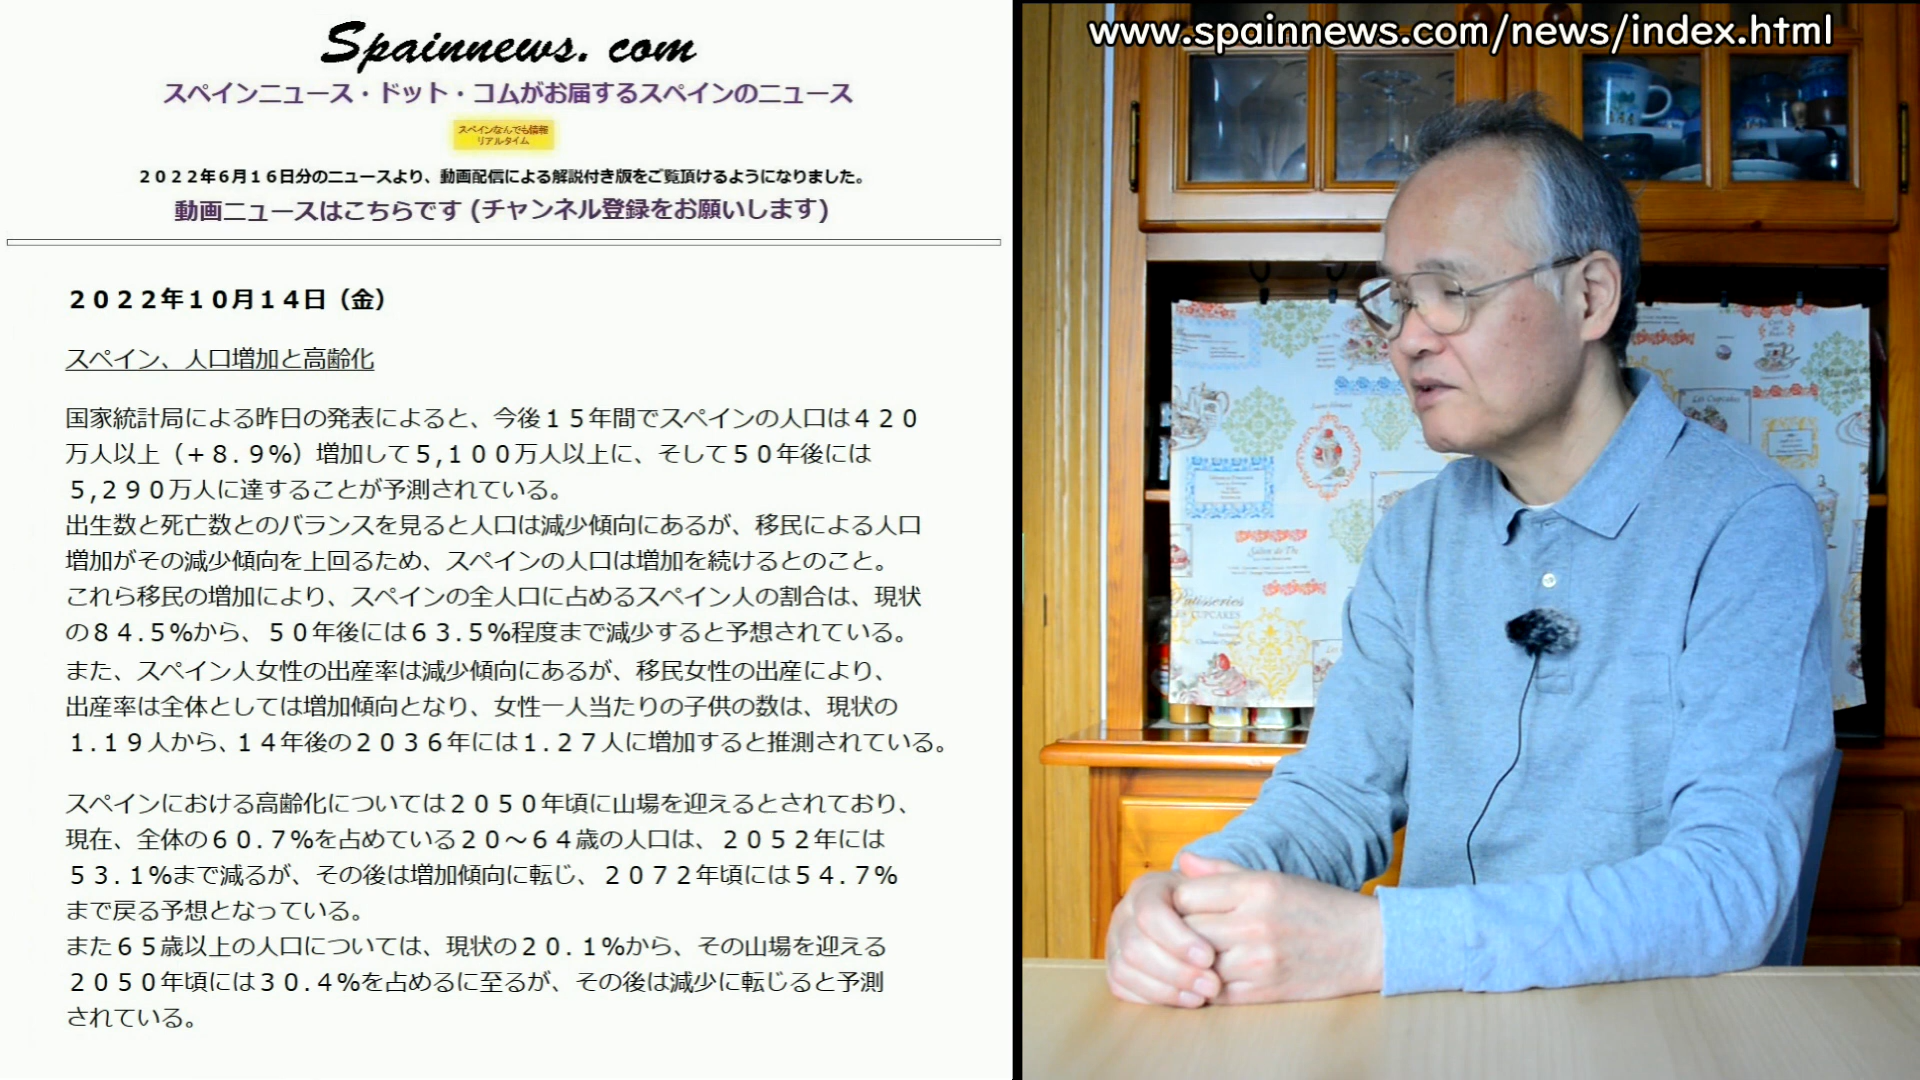 Spainnews. com
スペインニュース・ドット・コムがお届するスペインのニュース
スペインなんでも情報
リアルタイム
２０２２年６月１６日分のニュースより、動画配信による解説付き版をご覧頂けるようになりました。
動画ニュースはこちらです (チャンネル登録をお願いします)
２０２２年１０月１４日（金）
スペイン、人口増加と高齢化
国家統計局による昨日の発表によると、今後１５年間でスペインの人口は４２０
万人以上（＋８.９%）増加して５,１００万人以上に、そして５０年後には
５,２９０万人に達することが予測されている。
出生数と死亡数とのバランスを見ると人口は減少傾向にあるが、移民による人口
増加がその減少傾向を上回るため、スペインの人口は増加を続けるとのこと。
これら移民の増加により、スペインの全人口に占めるスペイン人の割合は、現状
の８４.５%から、５０年後には６３.５%程度まで減少すると予想されている。
また、スペイン人女性の出産率は減少傾向にあるが、移民女性の出産により、
出産率は全体としては増加傾向となり、女性一人当たりの子供の数は、現状の
１.１９人から、１４年後の２０３６年には１.２７人に増加すると推測されている。
スペインにおける高齢化については２０５０年頃に山場を迎えるとされており、
現在、全体の６０.７%を占めている２０～６４歳の人口は、２０５２年には
５３.１%まで減るが、その後は増加傾向に転じ、２０７２年頃には５４.７%
まで戻る予想となっている。
また６５歳以上の人口については、現状の２０.１%から、その山場を迎える
２０５０年頃には３０.４%を占めるに至るが、その後は減少に転じると予測
されている。
www.spainnews.com/news/index.html
Les Cupcakes
Salon de Thé
Patisseries